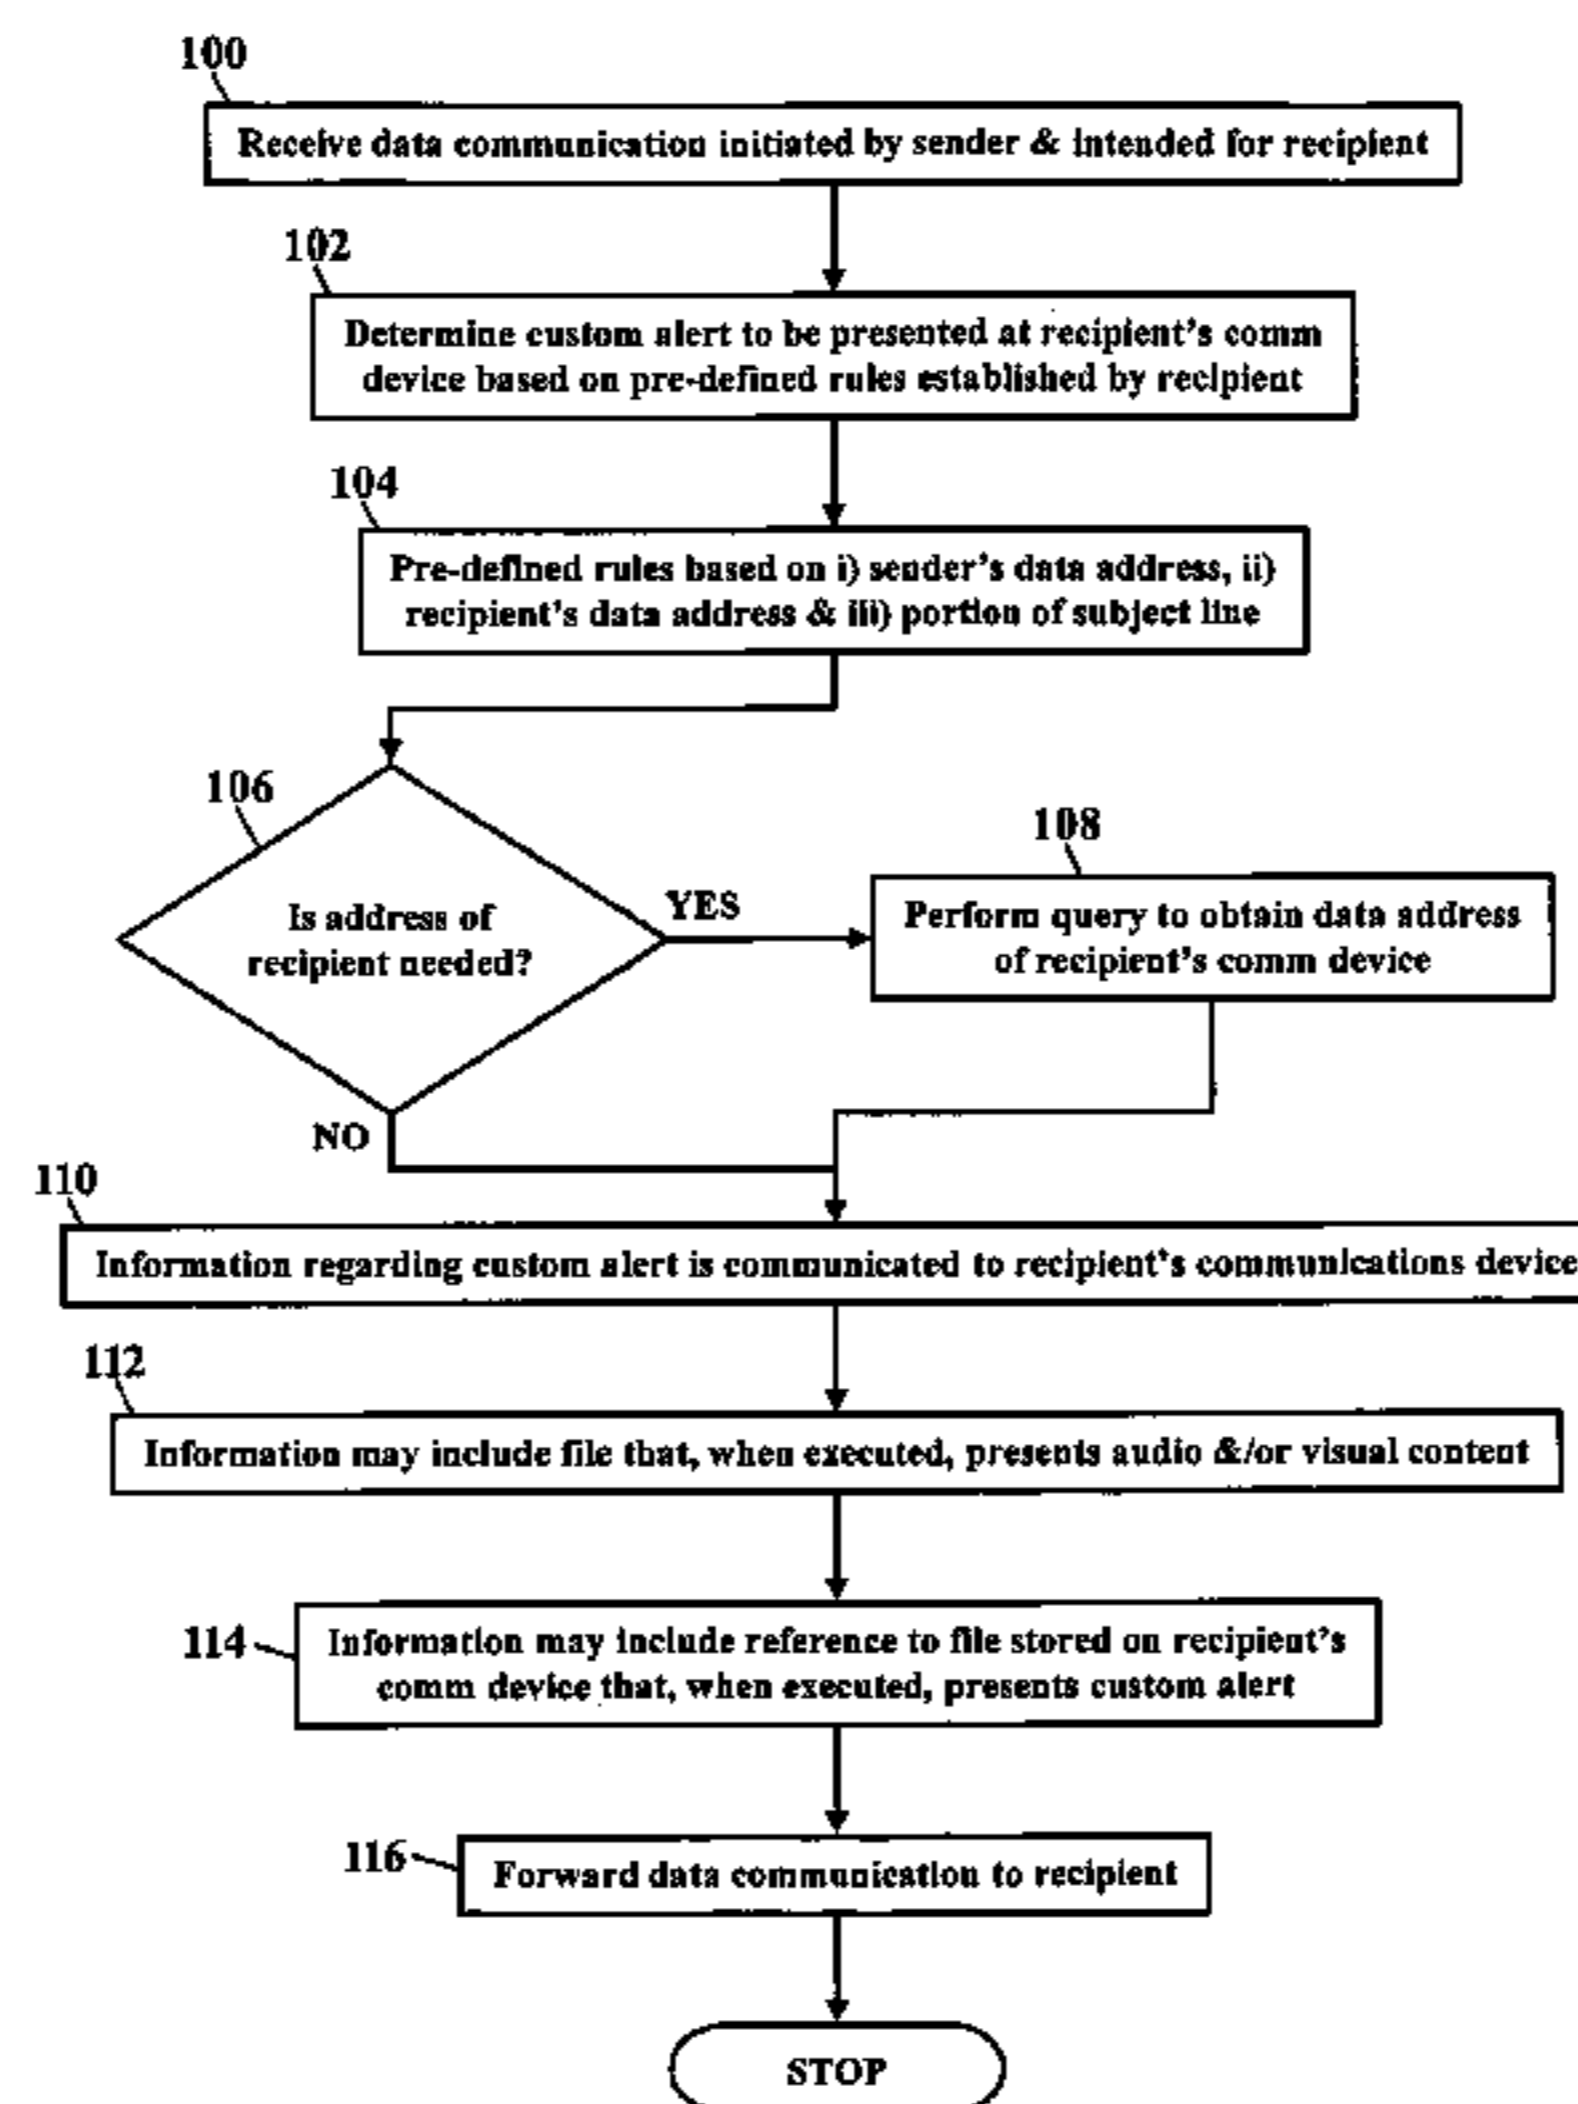 100
Receive data communication initiated by sender & intended for recipient
102
Determine custom alert to be presented at recipient's comm
device based on pre-defined rules established by recipient
104
Pre-defined rules based on i) sender's data address, ii)
recipient's data address & iii) portion of subject line
106
Is address of
recipient needed?
YES
NO
108
Perform query to obtain data address
of recipient's comm device
110
Information regarding custom alert is communicated to recipient's communications device
112
Information may include file that, when executed, presents audio &/or visual content
114
Information may include reference to file stored on recipient's
comm device that, when executed, presents custom alert
116
Forward data communication to recipient
STOP